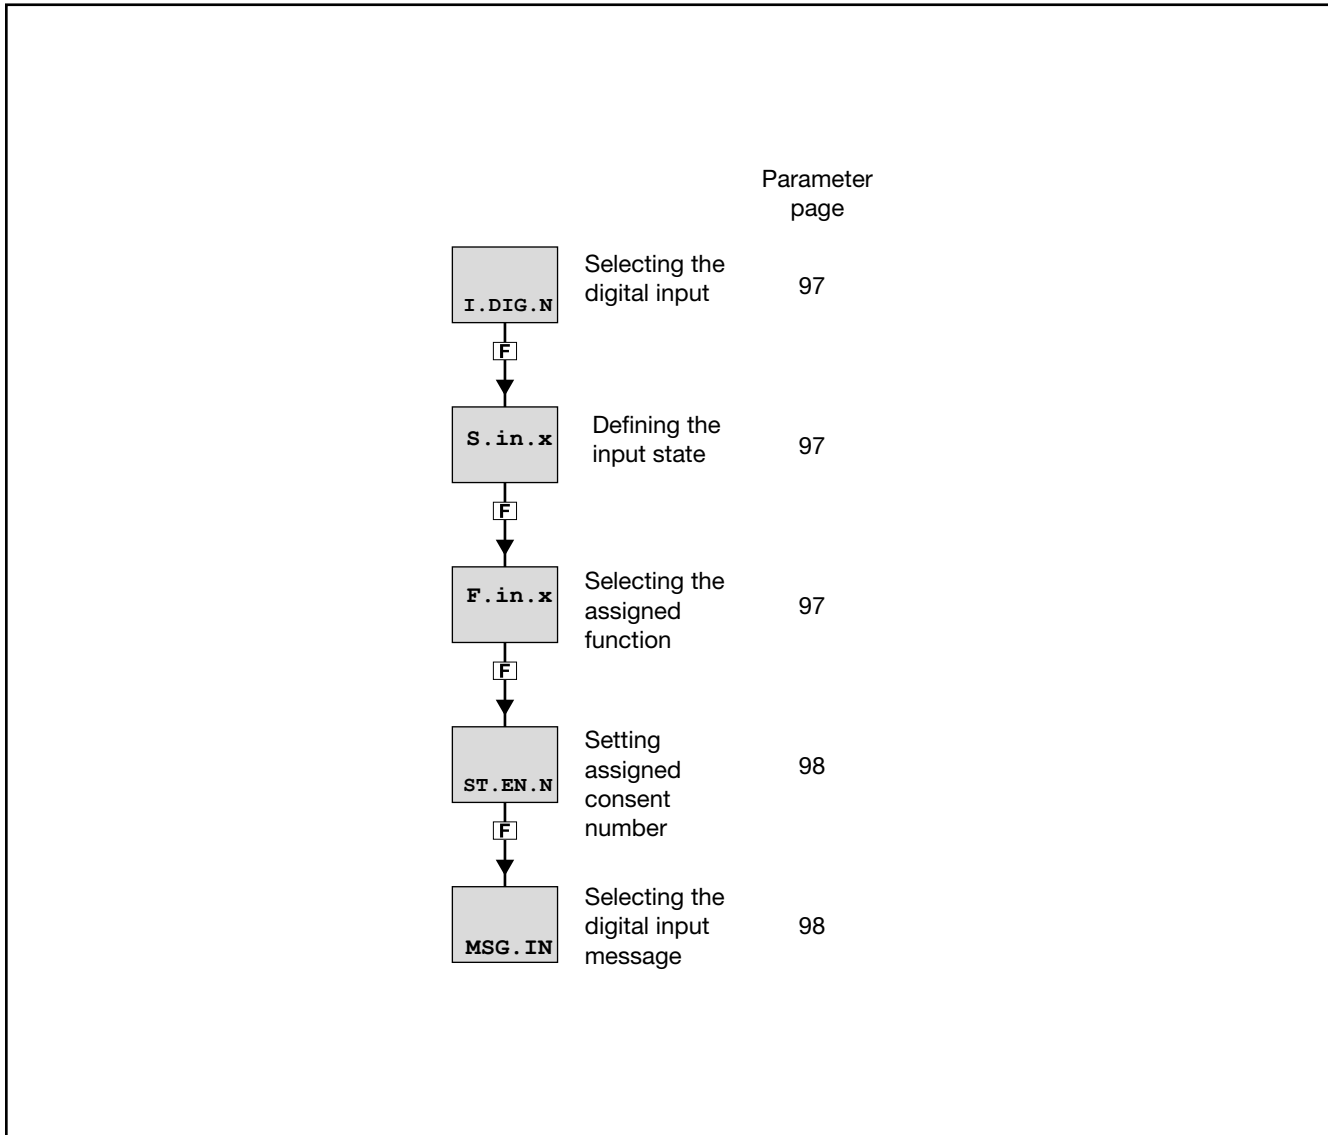 Parameter
page
I.DIG.N
Selecting the
digital input
97
F
S.in.x
Defining the
input state
97
F
F.in.x
Selecting the
assigned
function
97
F
ST.EN.N
Setting
assigned
consent
number
98
F
MSG.IN
Selecting the
digital input
message
98